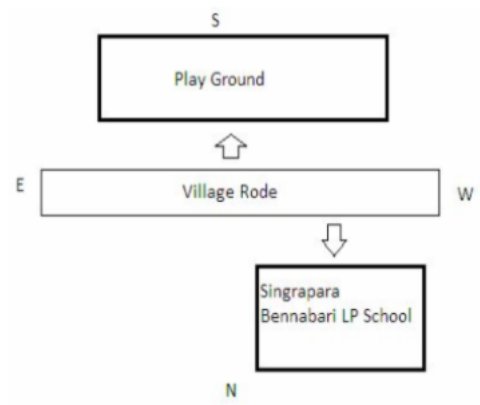 S
Play Ground
E
Village Rode
W
Singrapara
Bennabari LP School
N